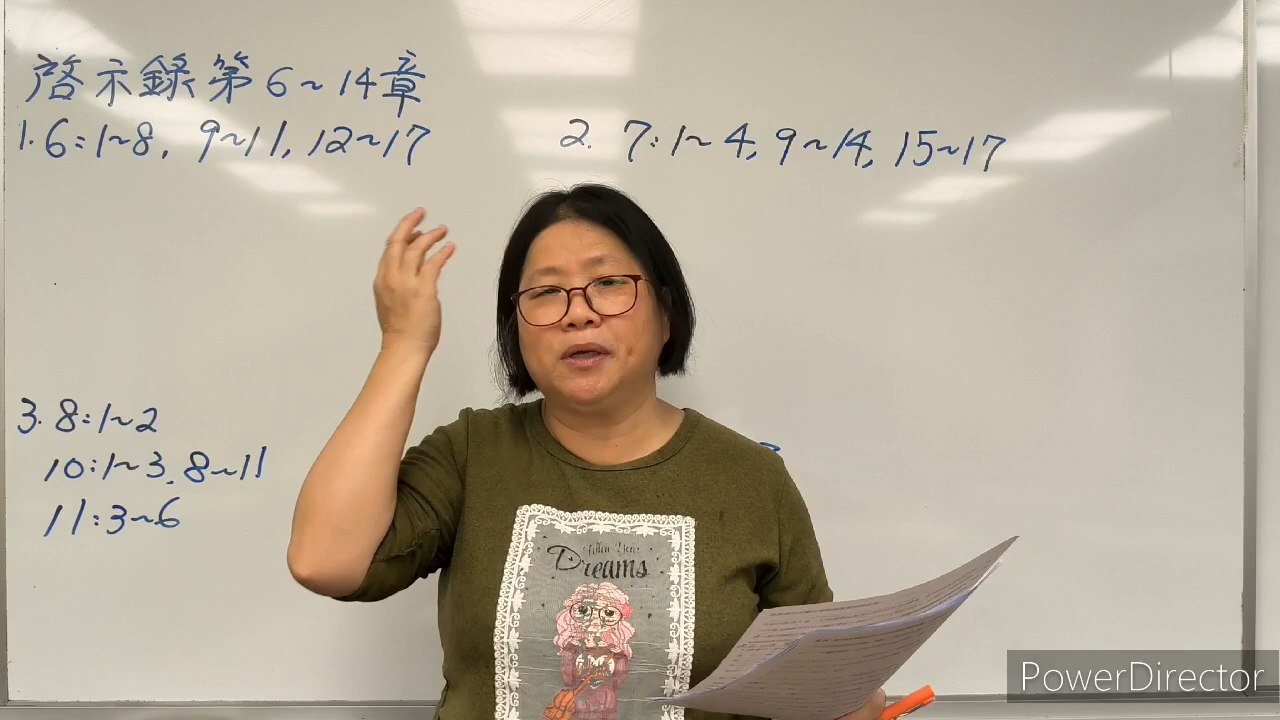 啓示錄第6~14章
1. 6:1~8, 9~11, 12~17
2. 7:1~4, 9~14, 15~17
3. 8:1~2
10:1~3, 8~11
11:3~6
Dreams
PowerDirector